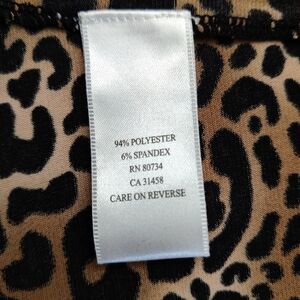 94% POLYESTER
6% SPANDEX
RN 80734
CA 31458
CARE ON REVERSE